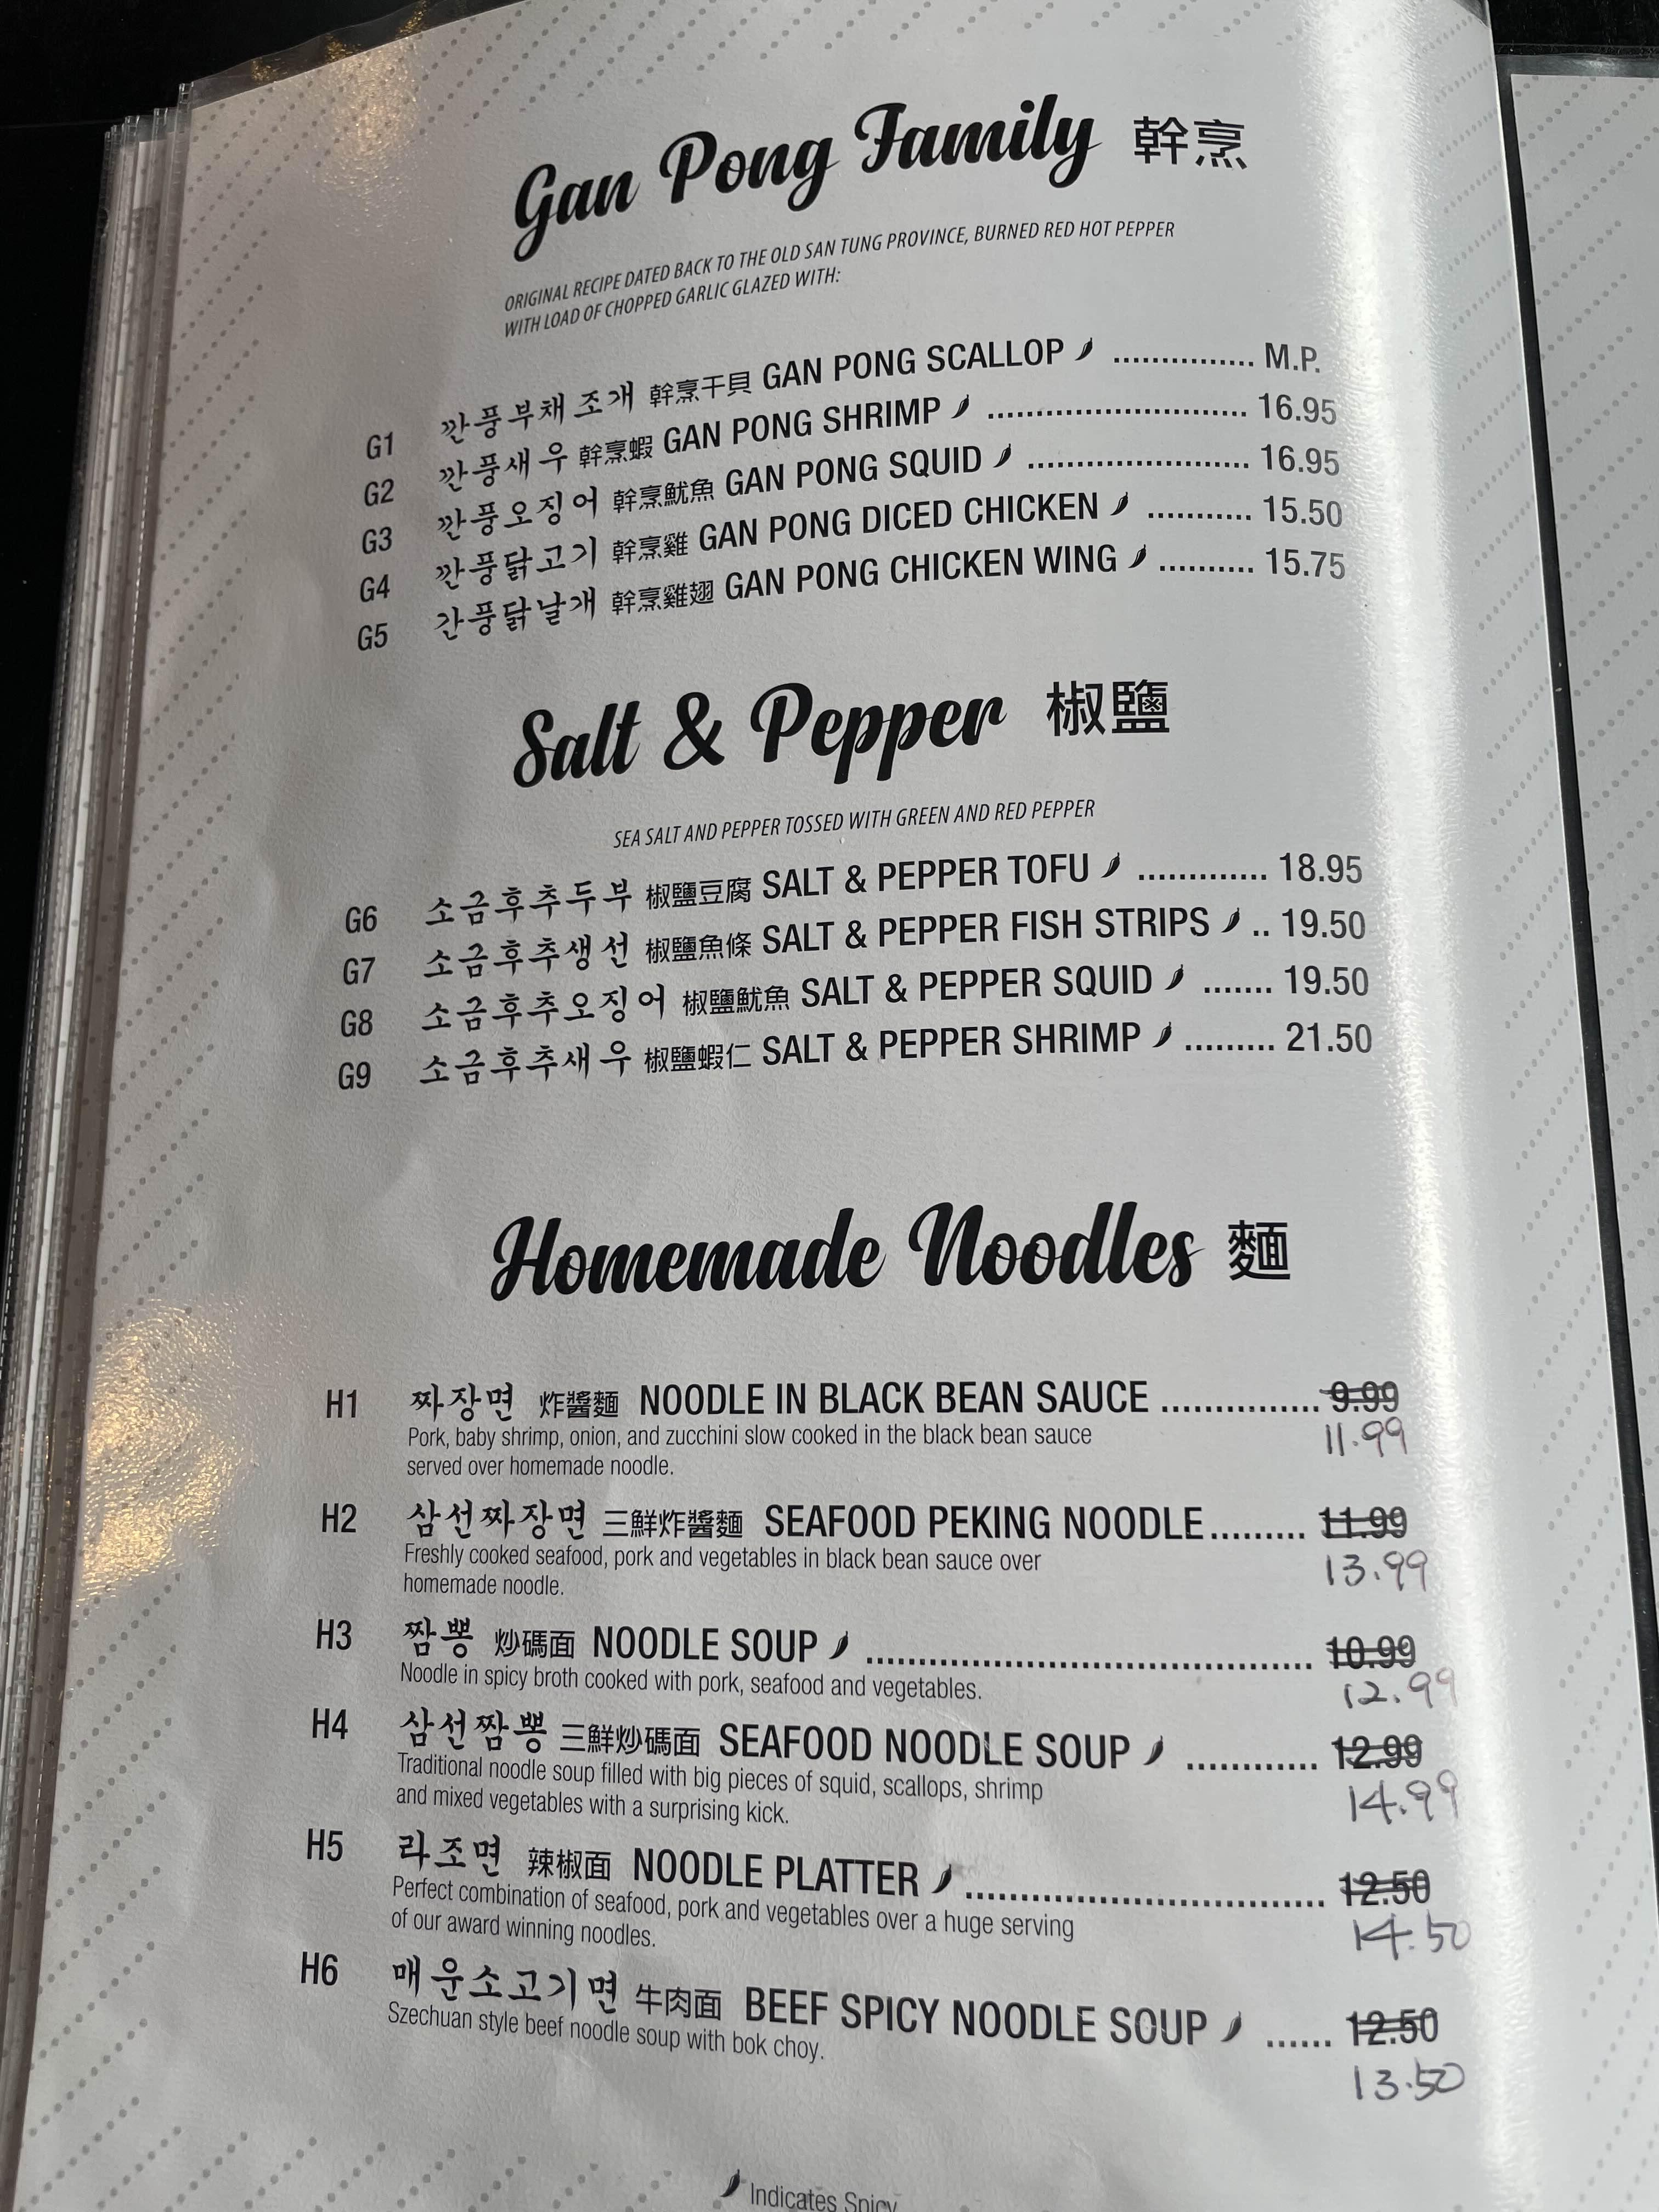 Gan Pong Family 幹烹
ORIGINAL RECIPE DATED BACK TO THE OLD SAN TUNG PROVINCE, BURNED RED HOT PEPPER
WITH LOAD OF CHOPPED GARLIC GLAZED WITH:
G1 깐풍부채조개 幹烹干貝 GAN PONG SCALLOP ............... M.P.
G2 깐풍새우 幹烹蝦 GAN PONG SHRIMP ............................ 16.95
G3 깐풍오징어 幹烹魷魚 GAN PONG SQUID ........................ 16.95
G4 깐풍닭고기 幹烹雞 GAN PONG DICED CHICKEN ........... 15.50
G5 간풍닭날개 幹烹雞翅 GAN PONG CHICKEN WING .......... 15.75
Salt & Pepper 椒鹽
SEA SALT AND PEPPER TOSSED WITH GREEN AND RED PEPPER
G6 소금후추두부 椒鹽豆腐 SALT & PEPPER TOFU ............. 18.95
G7 소금후추생선 椒鹽魚條 SALT & PEPPER FISH STRIPS .. 19.50
G8 소금후추오징어 椒鹽魷魚 SALT & PEPPER SQUID ....... 19.50
G9 소금후추새우 椒鹽蝦仁 SALT & PEPPER SHRIMP ......... 21.50
Homemade Noodles 麵
H1 짜장면 炸醬麵 NOODLE IN BLACK BEAN SAUCE ............... 9.99
Pork, baby shrimp, onion, and zucchini slow cooked in the black bean sauce
11.99
served over homemade noodle.
H2 삼선짜장면 三鮮炸醬麵 SEAFOOD PEKING NOODLE......... 11.99
Freshly cooked seafood, pork and vegetables in black bean sauce over
13.99
homemade noodle.
H3 짬뽕 炒碼面 NOODLE SOUP ............................................. 10.99
Noodle in spicy broth cooked with pork, seafood and vegetables.
12.99
H4 삼선짬뽕 三鮮炒碼面 SEAFOOD NOODLE SOUP ............ 12.99
Traditional noodle soup filled with big pieces of squid, scallops, shrimp
14.99
and mixed vegetables with a surprising kick.
H5 라조면 辣椒面 NOODLE PLATTER ..................................... 12.50
Perfect combination of seafood, pork and vegetables over a huge serving
14.50
of our award winning noodles.
H6 매운소고기면 牛肉面 BEEF SPICY NOODLE SOUP ...... 12.50
Szechuan style beef noodle soup with bok choy.
13.50
Indicates Spicy